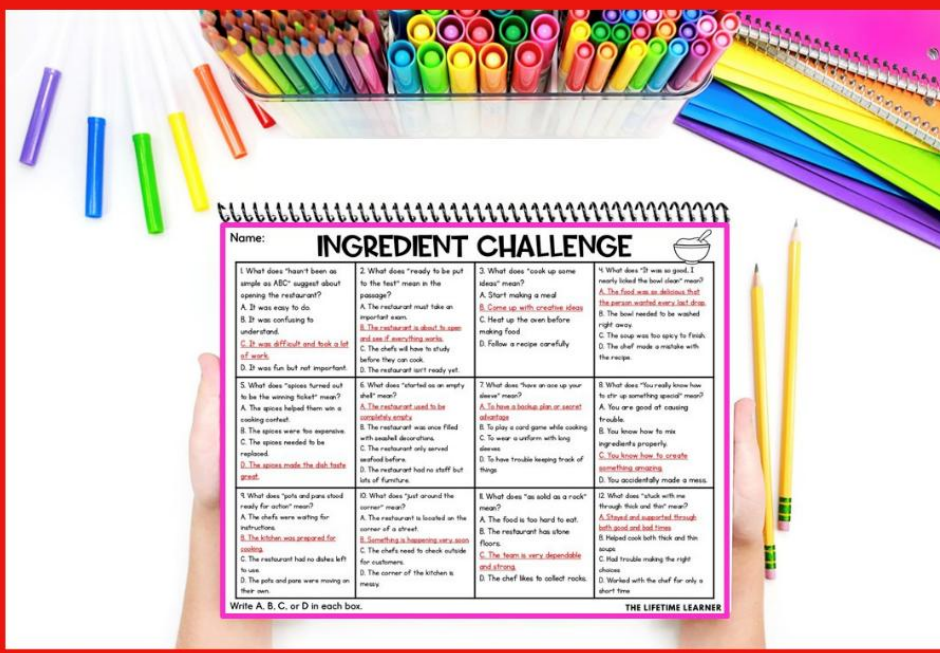 Name:
INGREDIENT CHALLENGE
1. What does "hasn't been as
simple as ABC" suggest about
opening the restaurant?
A. It was easy to do.
B. It was confusing to
understand.
C. It was difficult and took a lot
of work.
D. It was fun but not important.
2. What does "ready to be put
to the test" mean in the
passage?
A. The restaurant must take an
important exam.
B. The restaurant is about to open
and see if everything works.
C. The chefs will have to study
before they can cook.
D. The restaurant isn't ready yet.
3. What does "cook up some
ideas" mean?
A. Start making a meal
B. Come up with creative ideas
C. Heat up the oven before
making food
D. Follow a recipe carefully
4. What does "It was so good, I
nearly licked the bowl clean" mean?
A. The food was so delicious that
the person wanted every last drop.
B. The bowl needed to be washed
right away.
C. The soup was too spicy to finish.
D. The chef made a mistake with
the recipe.
5. What does "spices turned out
to be the winning ticket" mean?
A. The spices helped them win a
cooking contest.
B. The spices were too expensive.
C. The spices needed to be
replaced.
D. The spices made the dish taste
great.
6. What does "started as an empty
shell" mean?
A. The restaurant used to be
completely empty
B. The restaurant was once filled
with seashell decorations.
C. The restaurant only served
seafood before.
D. The restaurant had no staff but
lots of furniture.
7. What does "have an ace up your
sleeve" mean?
A. To have a backup plan or secret
advantage
B. To play a card game while cooking.
C. To wear a uniform with long
sleeves
D. To have trouble keeping track of
things
8. What does "You really know how
to stir up something special" mean?
A. You are good at causing
trouble.
B. You know how to mix
ingredients properly.
C. You know how to create
something amazing.
D. You accidentally made a mess.
9. What does "pots and pans stood
ready for action" mean?
A. The chefs were waiting for
instructions.
B. The kitchen was prepared for
cooking.
C. The restaurant had no dishes left
to use.
D. The pots and pans were moving on
their own.
10. What does "just around the
corner" mean?
A. The restaurant is located on the
corner of a street.
B. Something is happening very soon
C. The chefs need to check outside
for customers.
D. The corner of the kitchen is
messy.
11. What does "as solid as a rock"
mean?
A. The food is too hard to eat.
B. The restaurant has stone
floors.
C. The team is very dependable
and strong.
D. The chef likes to collect rocks.
12. What does "stuck with me
through thick and thin" mean?
A. Stayed and supported through
both good and bad times
B. Helped cook both thick and thin
soups
C. Had trouble making the right
choices
D. Worked with the chef for only a
short time
Write A, B, C, or D in each box.
THE LIFETIME LEARNER